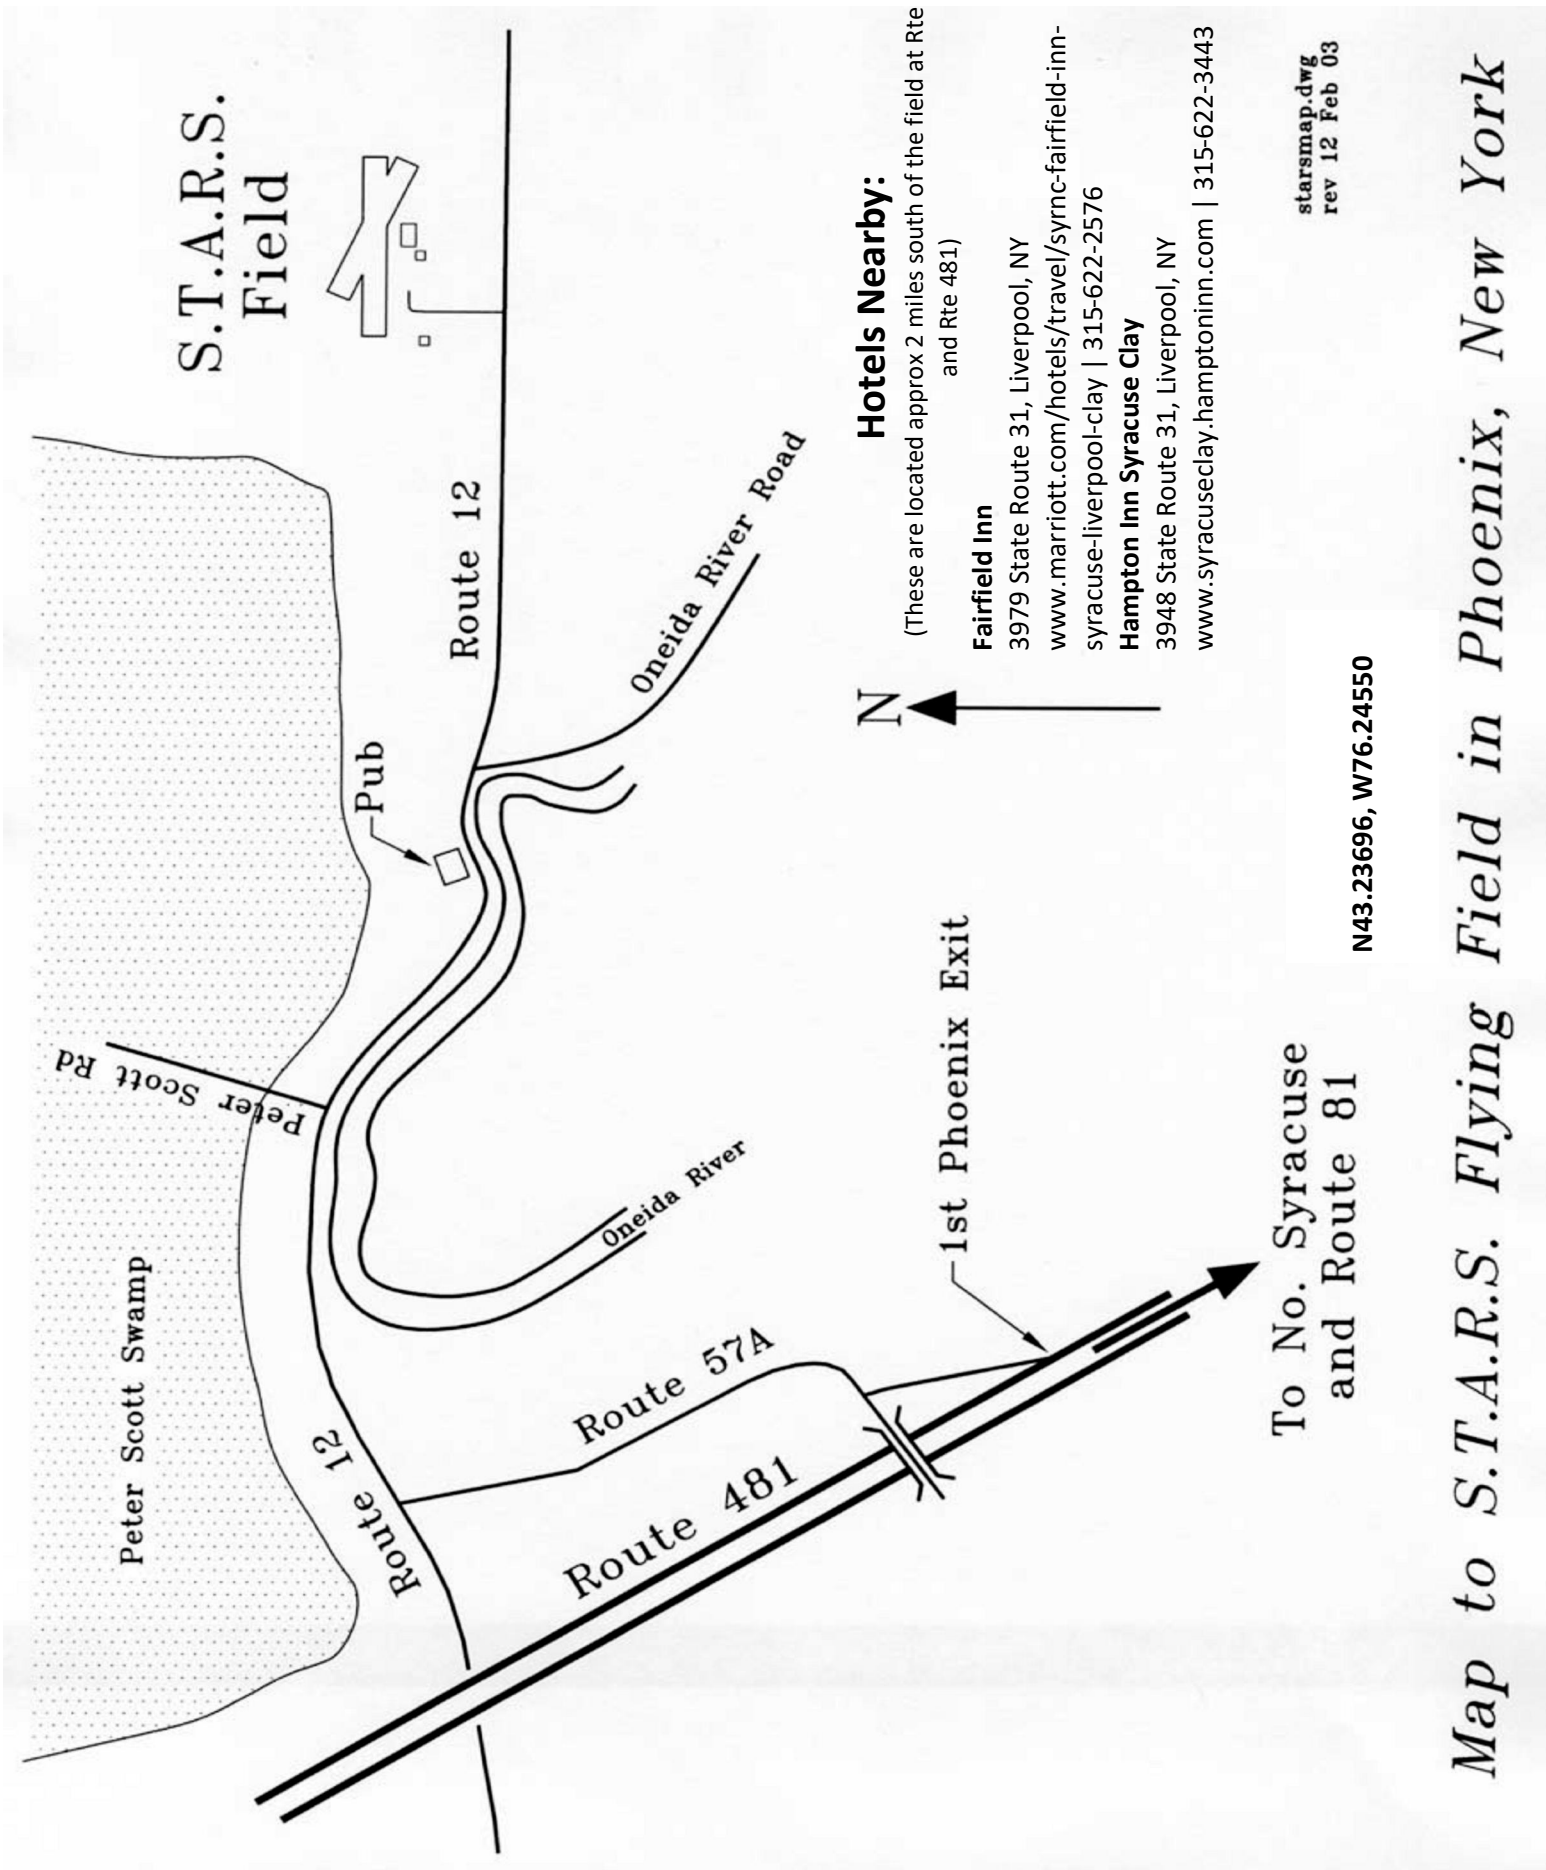 S.T.A.R.S.
Field
Peter Scott Swamp
Peter Scott Rd
Pub
Route 12
Route 12
Oneida River Road
Oneida River
Route 57A
Route 481
N
1st Phoenix Exit
To No. Syracuse
and Route 81
Hotels Nearby:
(These are located approx 2 miles south of the field at Rte
and Rte 481)
Fairfield Inn
3979 State Route 31, Liverpool, NY
www.marriott.com/hotels/travel/syrnc-fairfield-inn-
syracuse-liverpool-clay | 315-622-2576
Hampton Inn Syracuse Clay
3948 State Route 31, Liverpool, NY
www.syracuseclay.hamptoninn.com | 315-622-3443
starsmap.dwg
rev 12 Feb 03
N43.23696, W76.24550
Map to S.T.A.R.S. Flying Field in Phoenix, New York